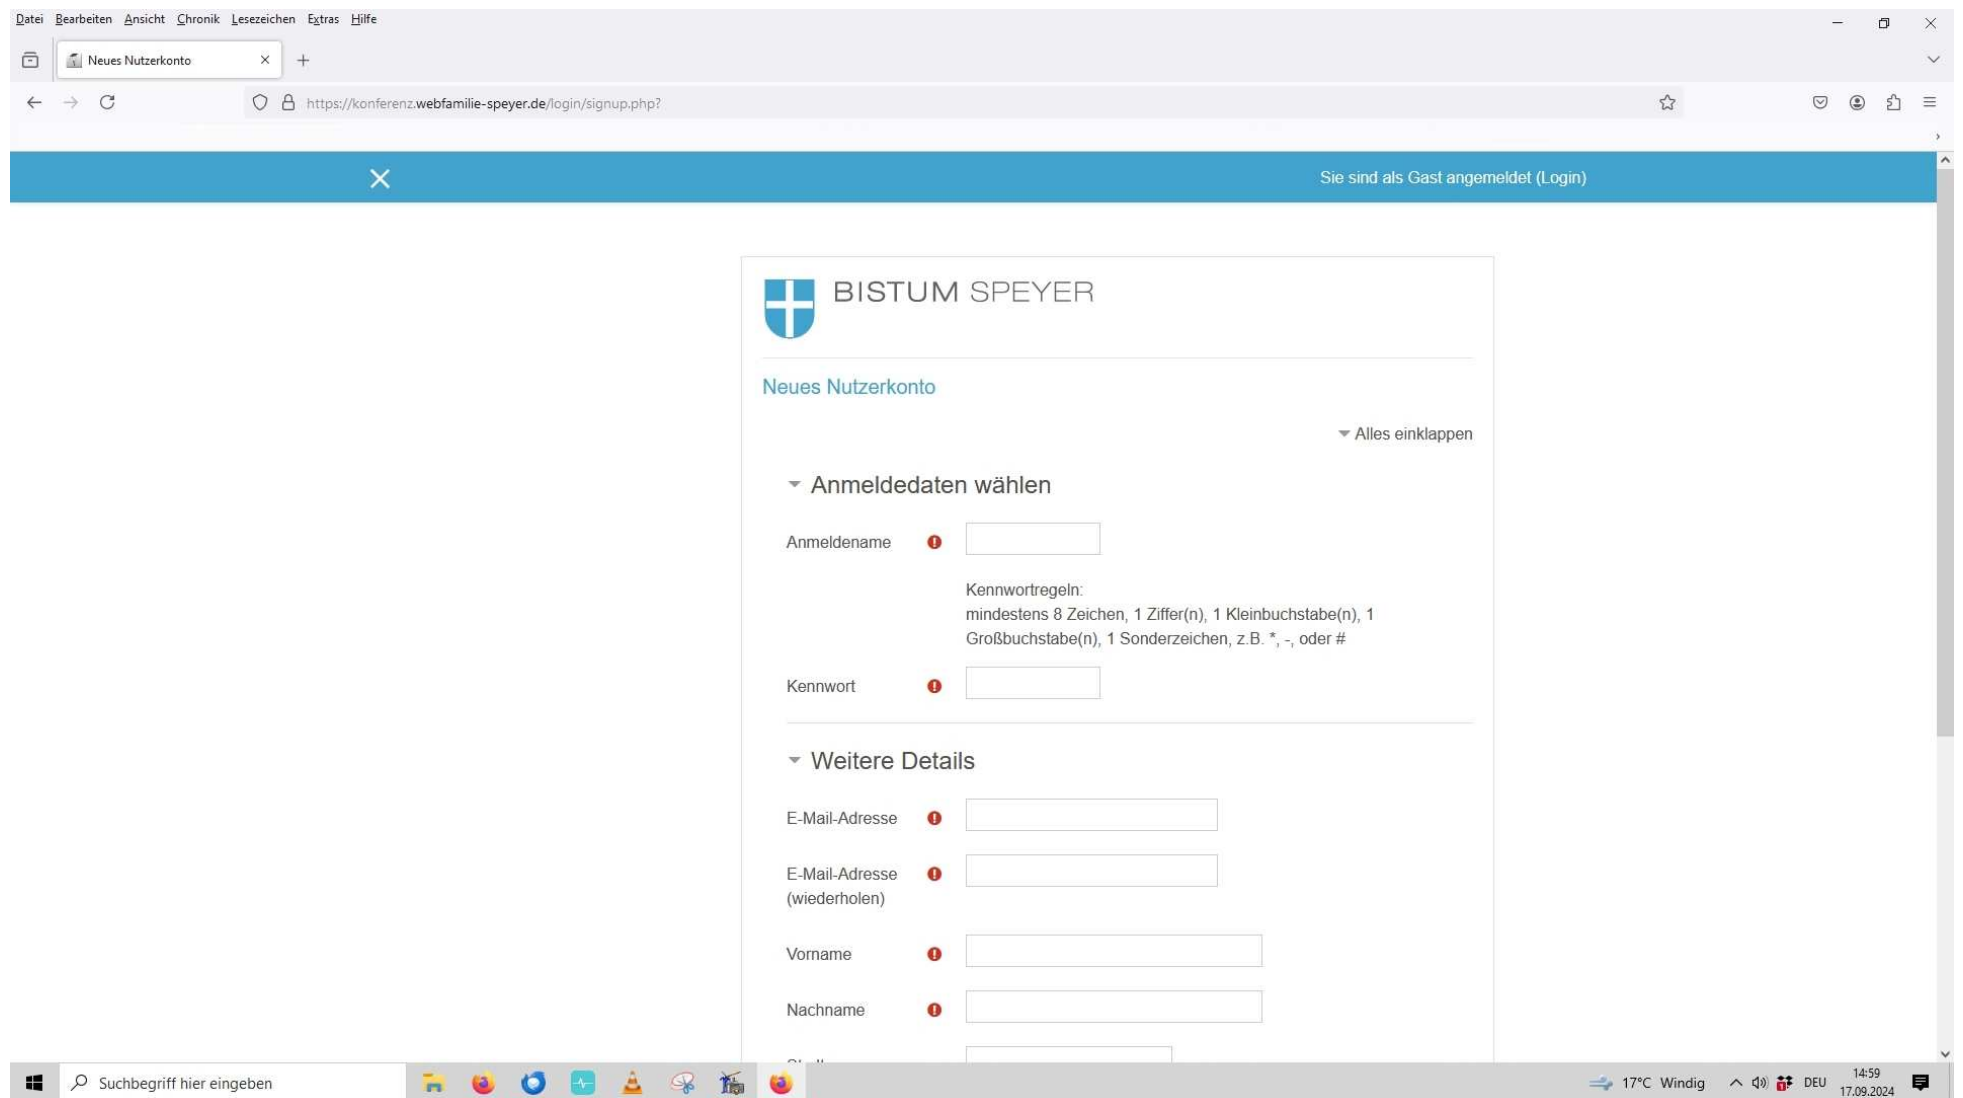 Datei Bearbeiten Ansicht Chronik Lesezeichen Extras Hilfe
Neues Nutzerkonto
https://konferenz.webfamilie-speyer.de/login/signup.php?
Sie sind als Gast angemeldet (Login)
BISTUM SPEYER
Neues Nutzerkonto
Alles einklappen
Anmeldedaten wählen
Anmeldename
Kennwortregeln:
mindestens 8 Zeichen, 1 Ziffer(n), 1 Kleinbuchstabe(n), 1
Großbuchstabe(n), 1 Sonderzeichen, z.B. *, -, oder #
Kennwort
Weitere Details
E-Mail-Adresse
E-Mail-Adresse
(wiederholen)
Vorname
Nachname
Suchbegriff hier eingeben
17°C Windig
DEU
14:59
17.09.2024